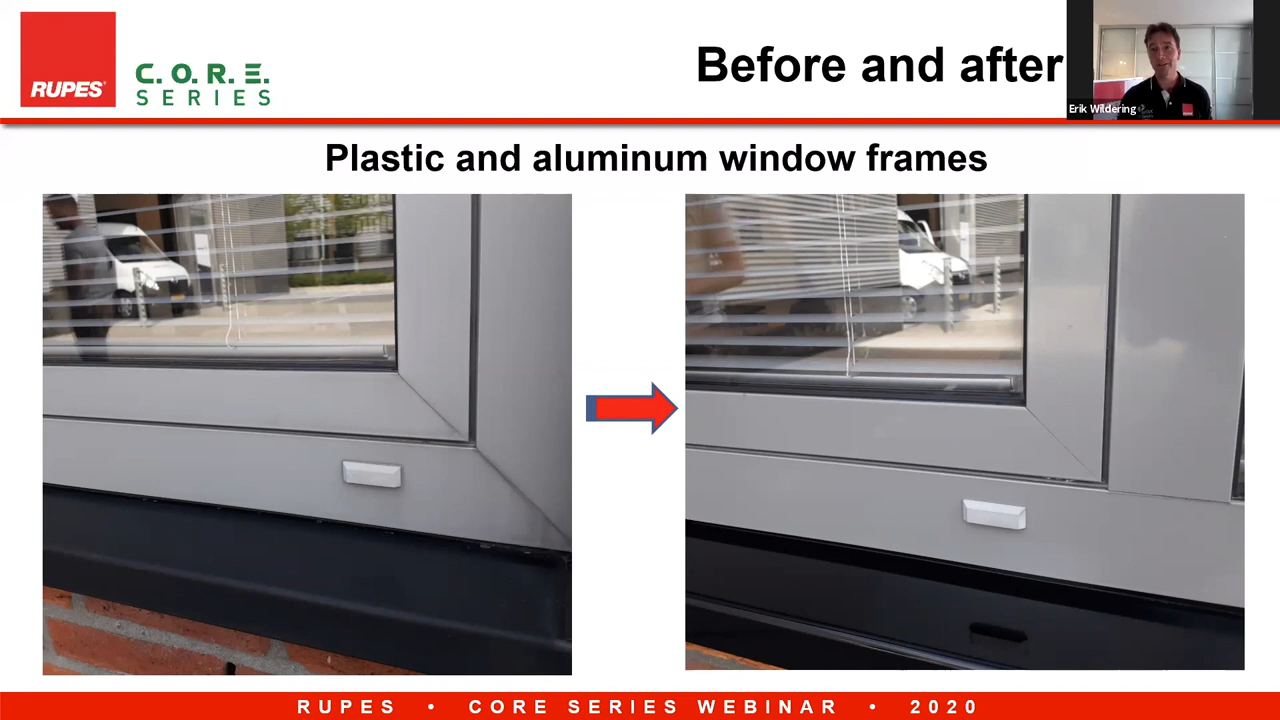 RUPES
C.O.R.E.
SERIES
Before and after
Erik Wildering
Plastic and aluminum window frames
RUPES • CORE SERIES WEBINAR • 2020